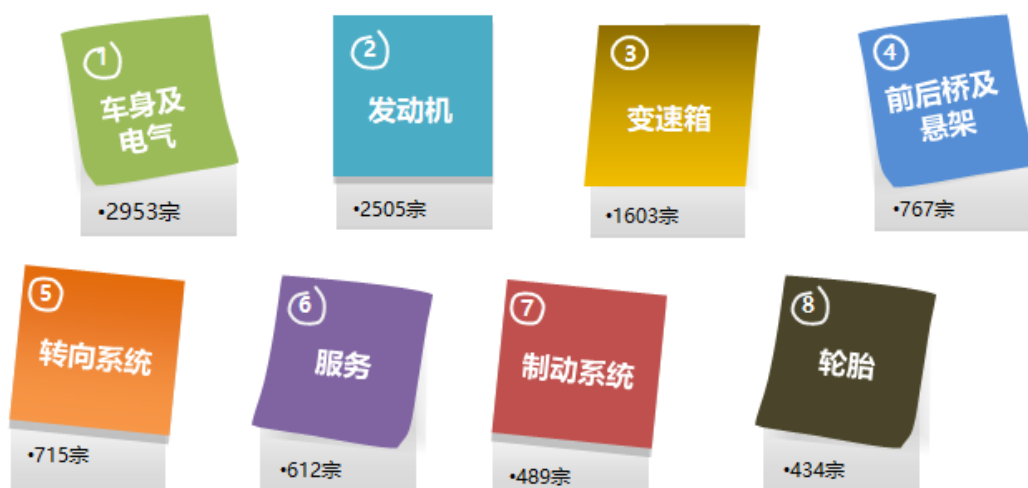 1
车身及
电气
•2953宗
2
发动机
•2505宗
3
变速箱
•1603宗
4
前后桥及
悬架
•767宗
5
转向系统
•715宗
6
服务
•612宗
7
制动系统
•489宗
8
轮胎
•434宗